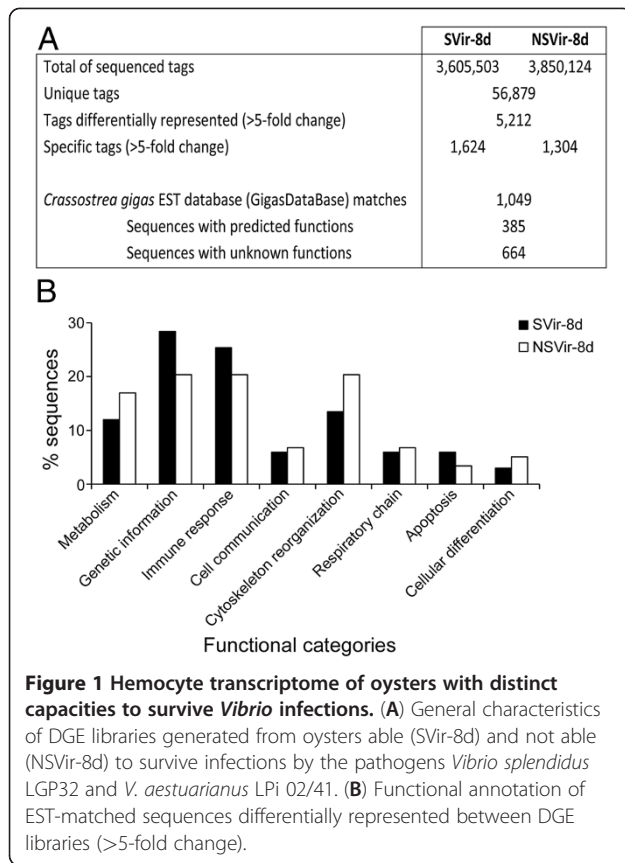 A
SVir-8d NSVir-8d
Total of sequenced tags 3,605,503 3,850,124
Unique tags 56,879
Tags differentially represented (>5-fold change) 5,212
Specific tags (>5-fold change) 1,624 1,304
Crassostrea gigas EST database (GigasDataBase) matches 1,049
Sequences with predicted functions 385
Sequences with unknown functions 664
B
30
20
10
0
% sequences
SVir-8d
NSVir-8d
Metabolism
Genetic information
Immune response
Cell communication
Cytoskeleton reorganization
Respiratory chain
Apoptosis
Cellular differentiation
Functional categories
Figure 1 Hemocyte transcriptome of oysters with distinct
capacities to survive Vibrio infections. (A) General characteristics
of DGE libraries generated from oysters able (SVir-8d) and not able
(NSVir-8d) to survive infections by the pathogens Vibrio splendidus
LGP32 and V. aestuarianus LPi 02/41. (B) Functional annotation of
EST-matched sequences differentially represented between DGE
libraries (>5-fold change).